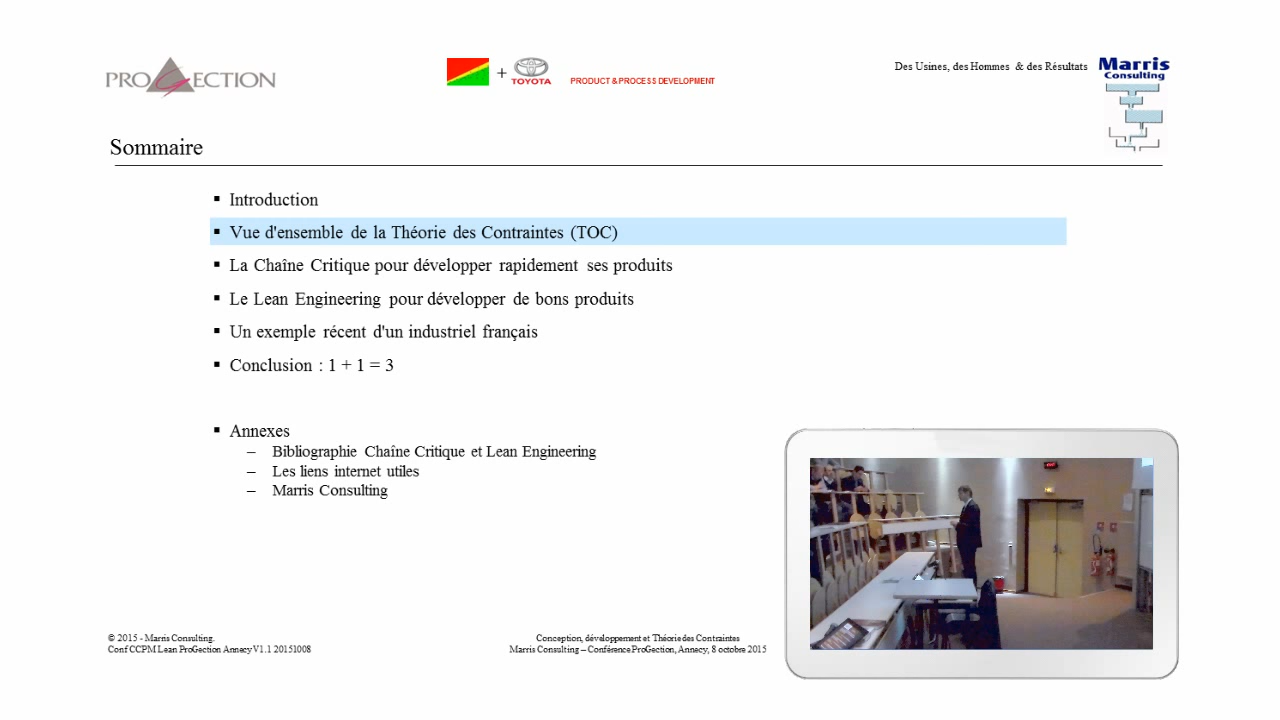 PROGECTION
+
TOYOTA
PRODUCT & PROCESS DEVELOPMENT
Des Usines, des Hommes & des Résultats
Marris
Consulting
Sommaire
▪ Introduction
▪ Vue d'ensemble de la Théorie des Contraintes (TOC)
▪ La Chaîne Critique pour développer rapidement ses produits
▪ Le Lean Engineering pour développer de bons produits
▪ Un exemple récent d'un industriel français
▪ Conclusion : 1 + 1 = 3
▪ Annexes
– Bibliographie Chaîne Critique et Lean Engineering
– Les liens internet utiles
– Marris Consulting
© 2015 - Marris Consulting.
Conf CCPM Lean ProGection Annecy V1.1 20151008
Conception, développement et Théorie des Contraintes
Marris Consulting – Conférence ProGection, Annecy, 8 octobre 2015